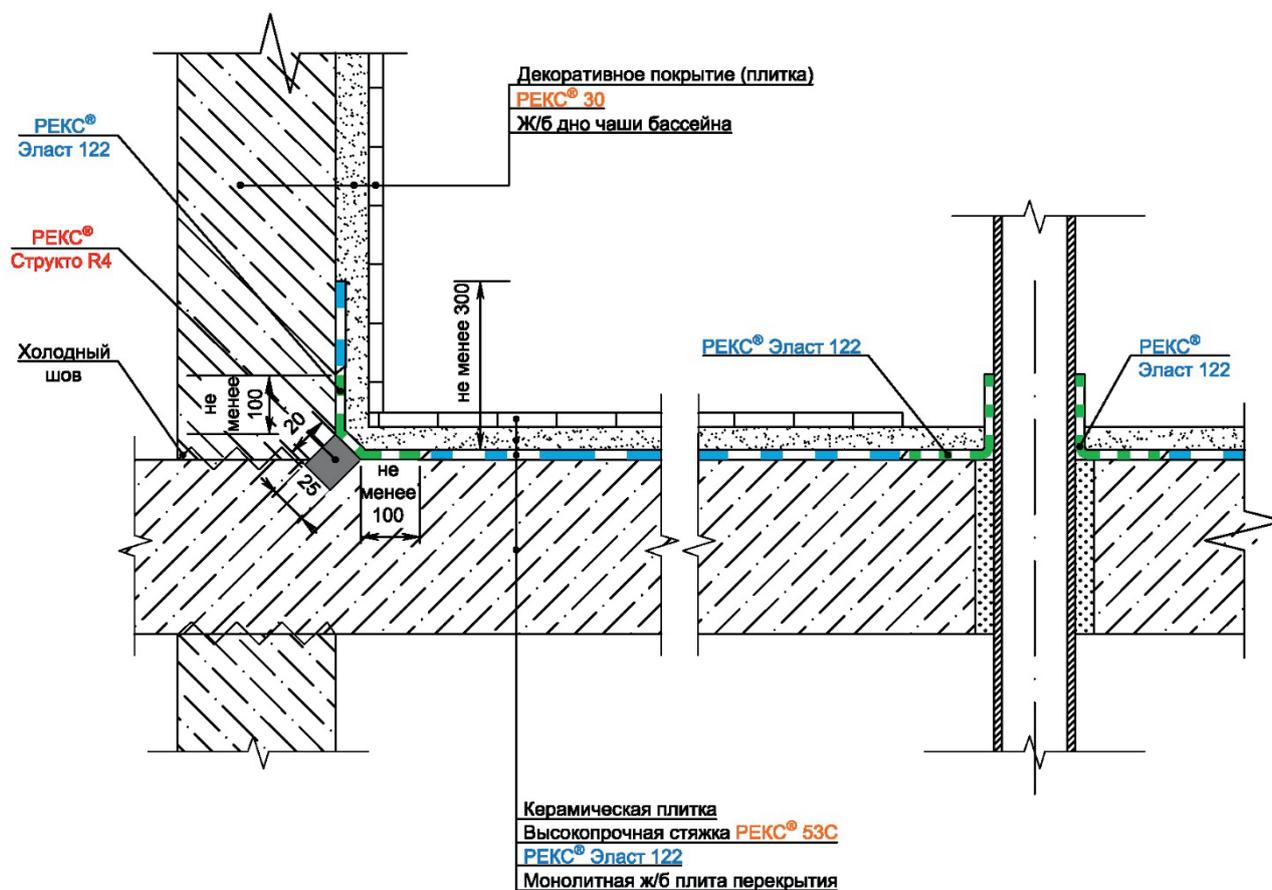 Декоративное покрытие (плитка)
РЕКС® 30
Ж/б дно чаши бассейна
РЕКС®
Эласт 122
РЕКС®
Структо R4
Холодный
шов
не
менее
100
20
25
не
менее
100
не менее 300
РЕКС® Эласт 122
РЕКС®
Эласт 122
Керамическая плитка
Высокопрочная стяжка РЕКС® 53С
РЕКС® Эласт 122
Монолитная ж/б плита перекрытия